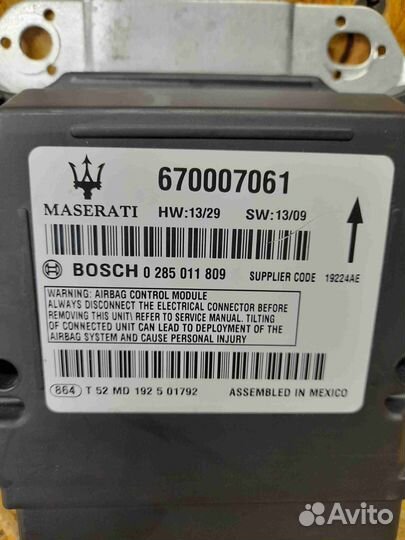 670007061
MASERATI HW:13/29 SW:13/09
BOSCH 0 285 011 809 SUPPLIER CODE 19224AE
WARNING: AIRBAG CONTROL MODULE
ALWAYS DISCONNECT THE ELECTRICAL CONNECTOR BEFORE
REMOVING THIS UNIT\ REFER TO SERVICE MANUAL. TILTING
OF CONNECTED UNIT CAN LEAD TO DEPLOYMENT OF THE
AIRBAG SYSTEM AND CAUSE PERSONAL INJURY
864 T 52 MD 192 5 01792 ASSEMBLED IN MEXICO
Avito